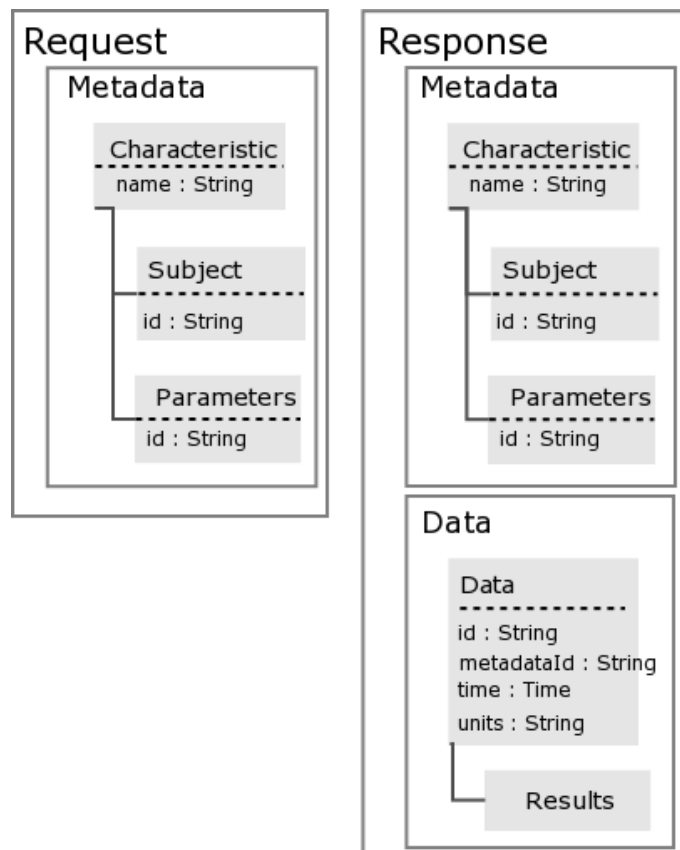 Request
Metadata
Characteristic
name : String
Subject
id : String
Parameters
id : String
Response
Metadata
Characteristic
name : String
Subject
id : String
Parameters
id : String
Data
Data
id : String
metadataId : String
time : Time
units : String
Results